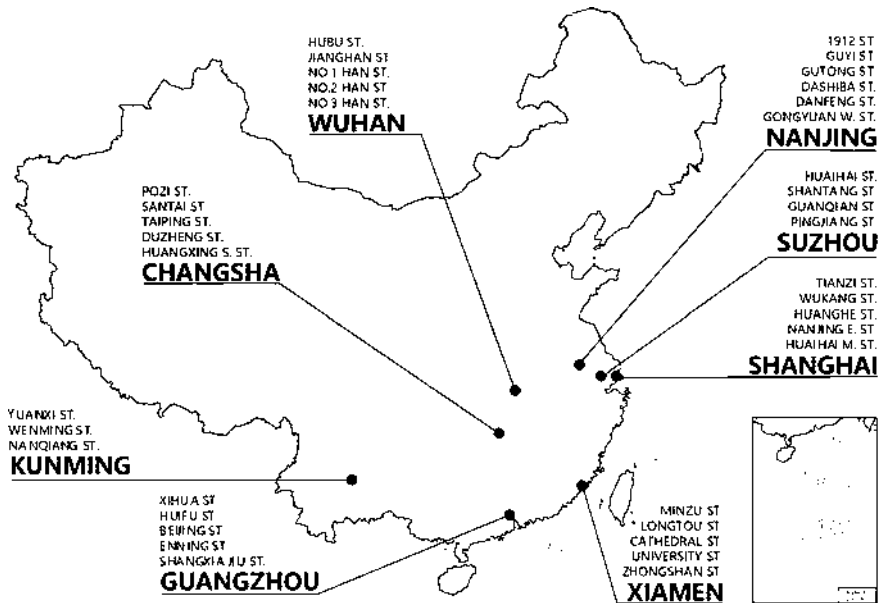 HUBU ST.
JIANGHAN ST
NO 1 HAN ST.
NO.2 HAN ST
NO 3 HAN ST.
WUHAN
1912 ST
GUYI ST
GUTONG ST
DASHIBA ST.
DANFENG ST.
GONGYUAN W. ST.
NANJING
HUAIHAI ST.
SHANTANG ST
GUANQIAN ST
PINGJIANG ST
SUZHOU
POZI ST.
SANTAI ST
TAIPING ST.
DUZHENG ST.
HUANGXING S. ST.
CHANGSHA
TIANZI ST.
WUKANG ST.
HUANGHE ST.
NANJING E. ST.
HUAIHAI M. ST.
SHANGHAI
YUANXI ST.
WENMING ST.
NANQIANG ST.
KUNMING
XIHUA ST
HUIFU ST
BEIJING ST
ENNING ST
SHANGXIA JIU ST.
GUANGZHOU
MINZU ST
LONGTOU ST
CATHEDRAL ST
UNIVERSITY ST
ZHONGSHAN ST
XIAMEN